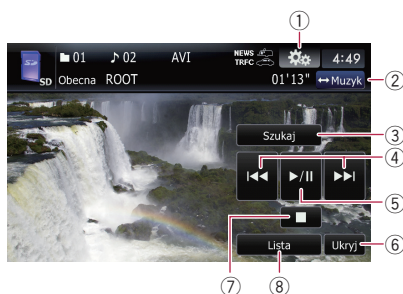 ①
01 ♪ 02 AVI NEWS TRFC 4:49
SD Obecna ROOT 01'13" ↔Muzyk ②
Szukaj ③
④
►/II
⑤
■
Lista Ukryj ⑥
⑦ ⑧